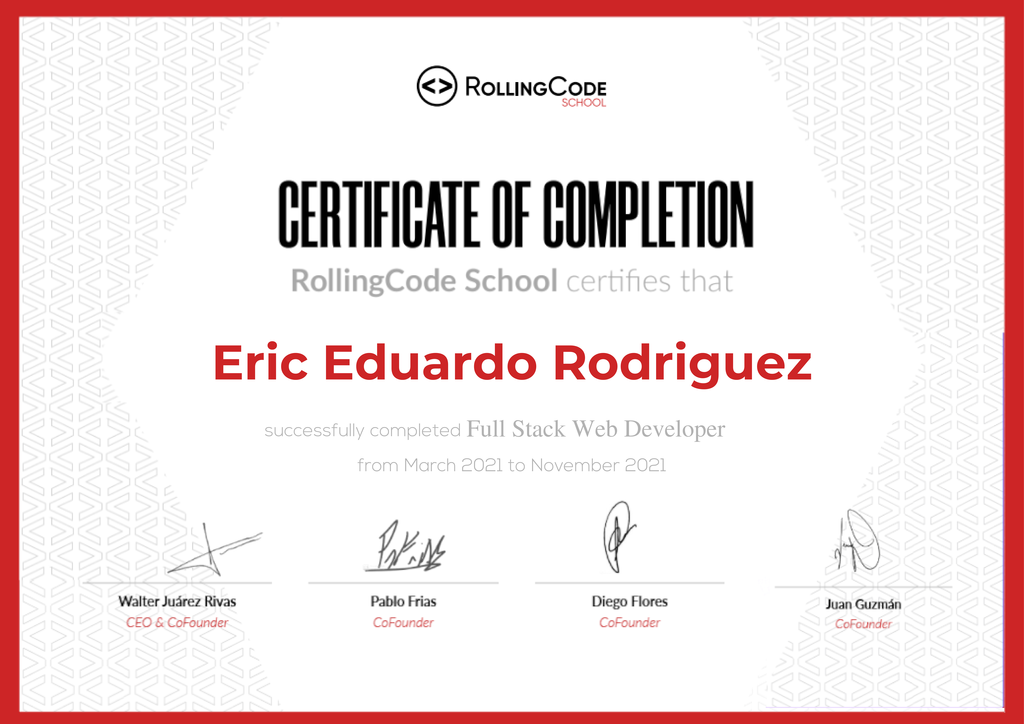 <> ROLLINGCODE
SCHOOL
CERTIFICATE OF COMPLETION
RollingCode School certifies that
Eric Eduardo Rodriguez
successfully completed Full Stack Web Developer
from March 2021 to November 2021
Walter Juárez Rivas
CEO & CoFounder
Pablo Frias
CoFounder
Diego Flores
CoFounder
Juan Guzmán
CoFounder